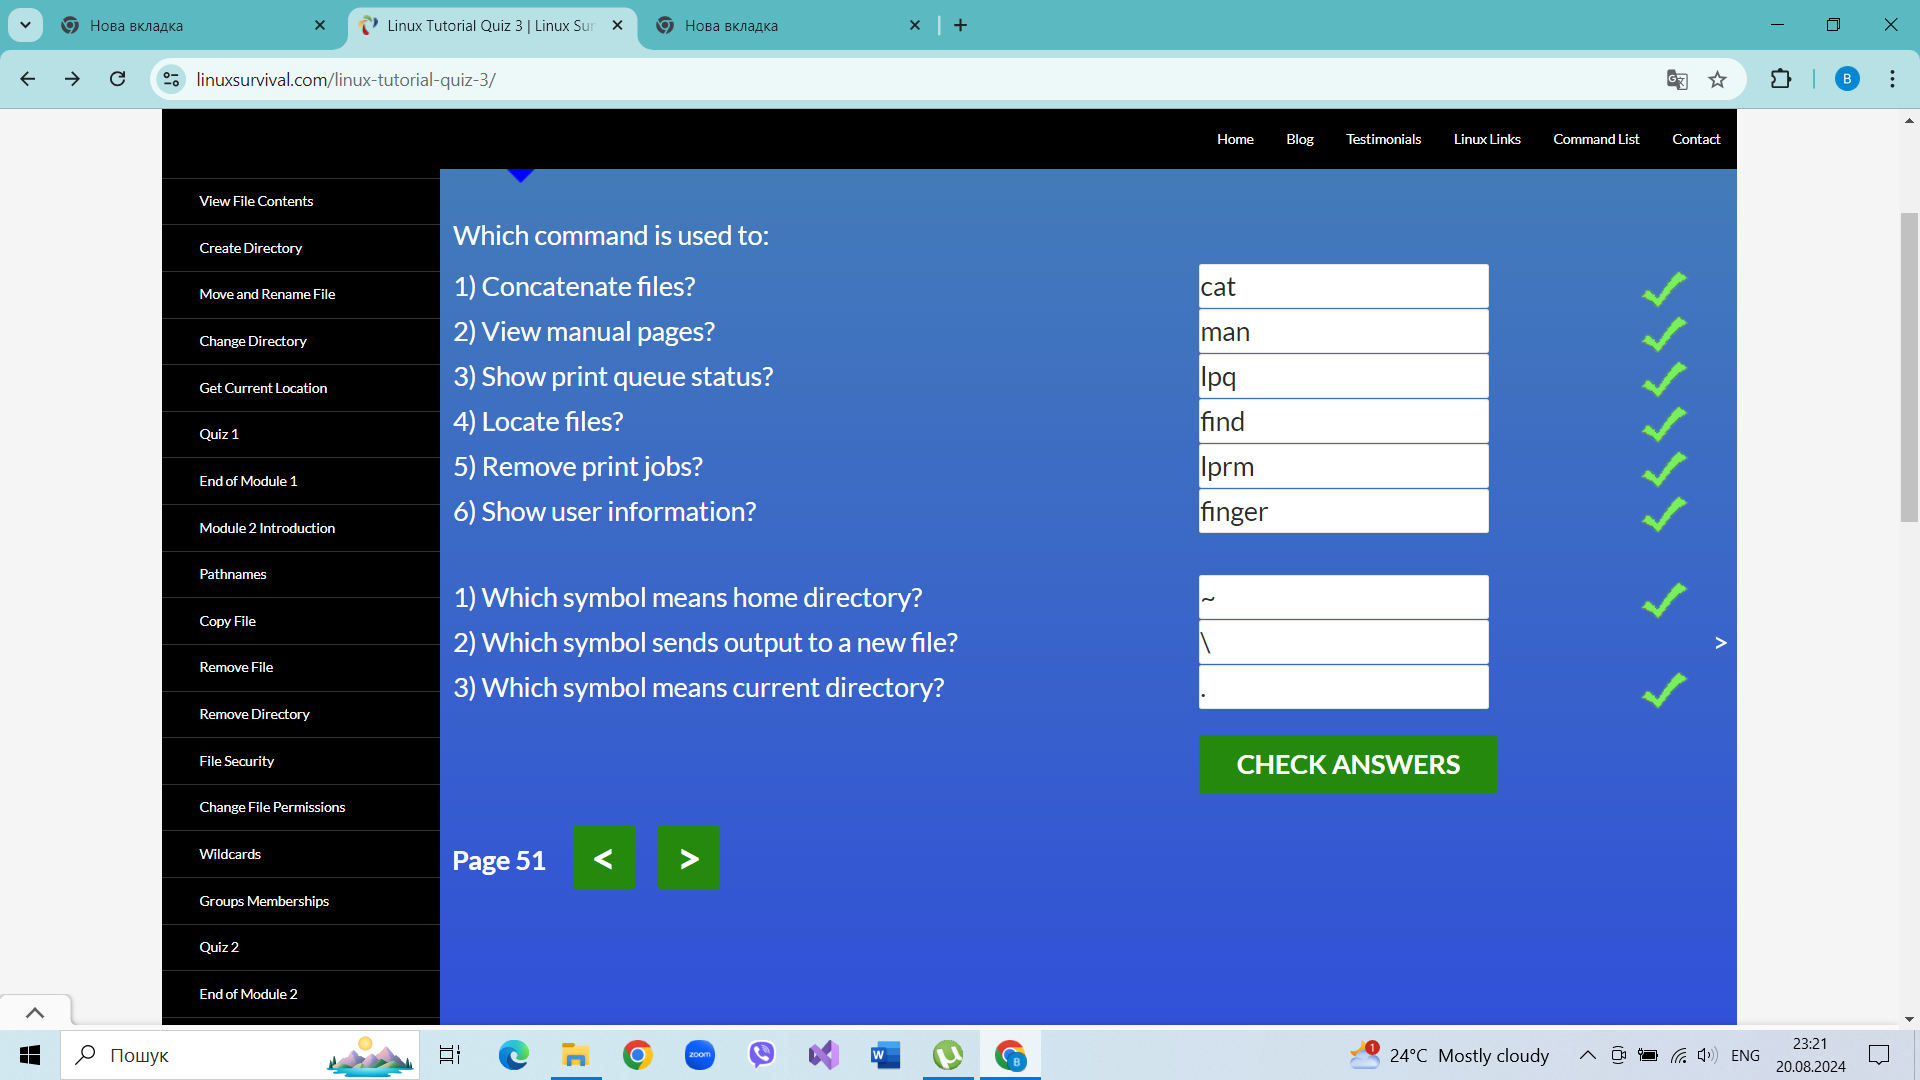 Нова вкладка
Linux Tutorial Quiz 3 | Linux Sur
Нова вкладка
linuxsurvival.com/linux-tutorial-quiz-3/
B
Home Blog Testimonials Linux Links Command List Contact
View File Contents
Create Directory
Move and Rename File
Change Directory
Get Current Location
Quiz 1
End of Module 1
Module 2 Introduction
Pathnames
Copy File
Remove File
Remove Directory
File Security
Change File Permissions
Wildcards
Groups Memberships
Quiz 2
End of Module 2
Which command is used to:
1) Concatenate files? cat
2) View manual pages? man
3) Show print queue status? lpq
4) Locate files? find
5) Remove print jobs? lprm
6) Show user information? finger
1) Which symbol means home directory? ~
2) Which symbol sends output to a new file? \ >
3) Which symbol means current directory? .
CHECK ANSWERS
Page 51 < >
Пошук
zoom
W
B
1
24°C Mostly cloudy
ENG
23:21
20.08.2024